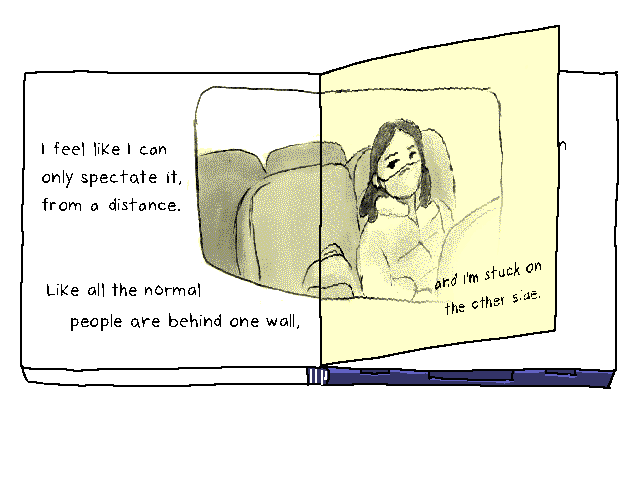 I feel like I can
only spectate it,
from a distance.
Like all the normal
people are behind one wall,
and I'm stuck on
the other side.